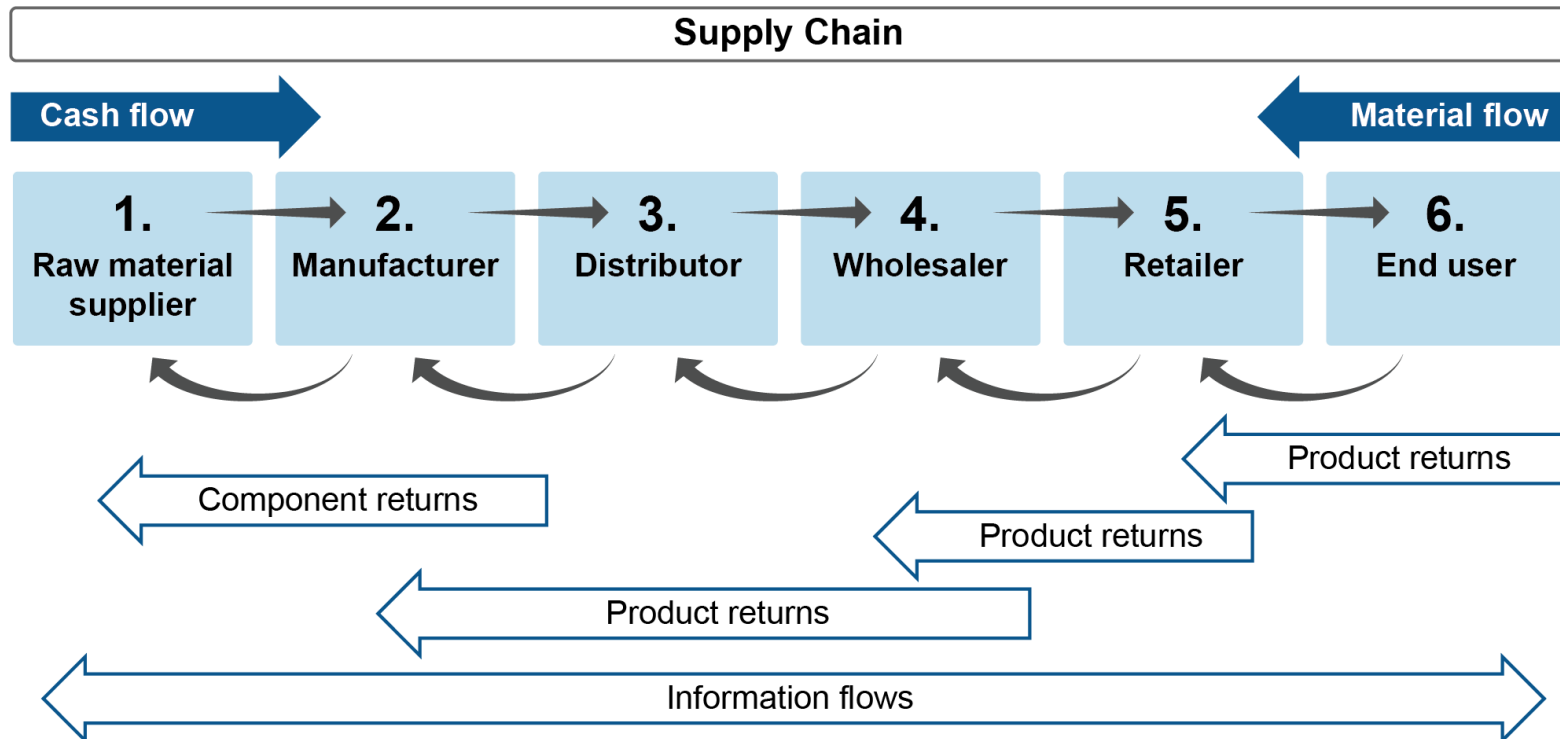 Supply Chain
Cash flow
Material flow
1.
Raw material
supplier
2.
Manufacturer
3.
Distributor
4.
Wholesaler
5.
Retailer
6.
End user
Product returns
Component returns
Product returns
Product returns
Information flows